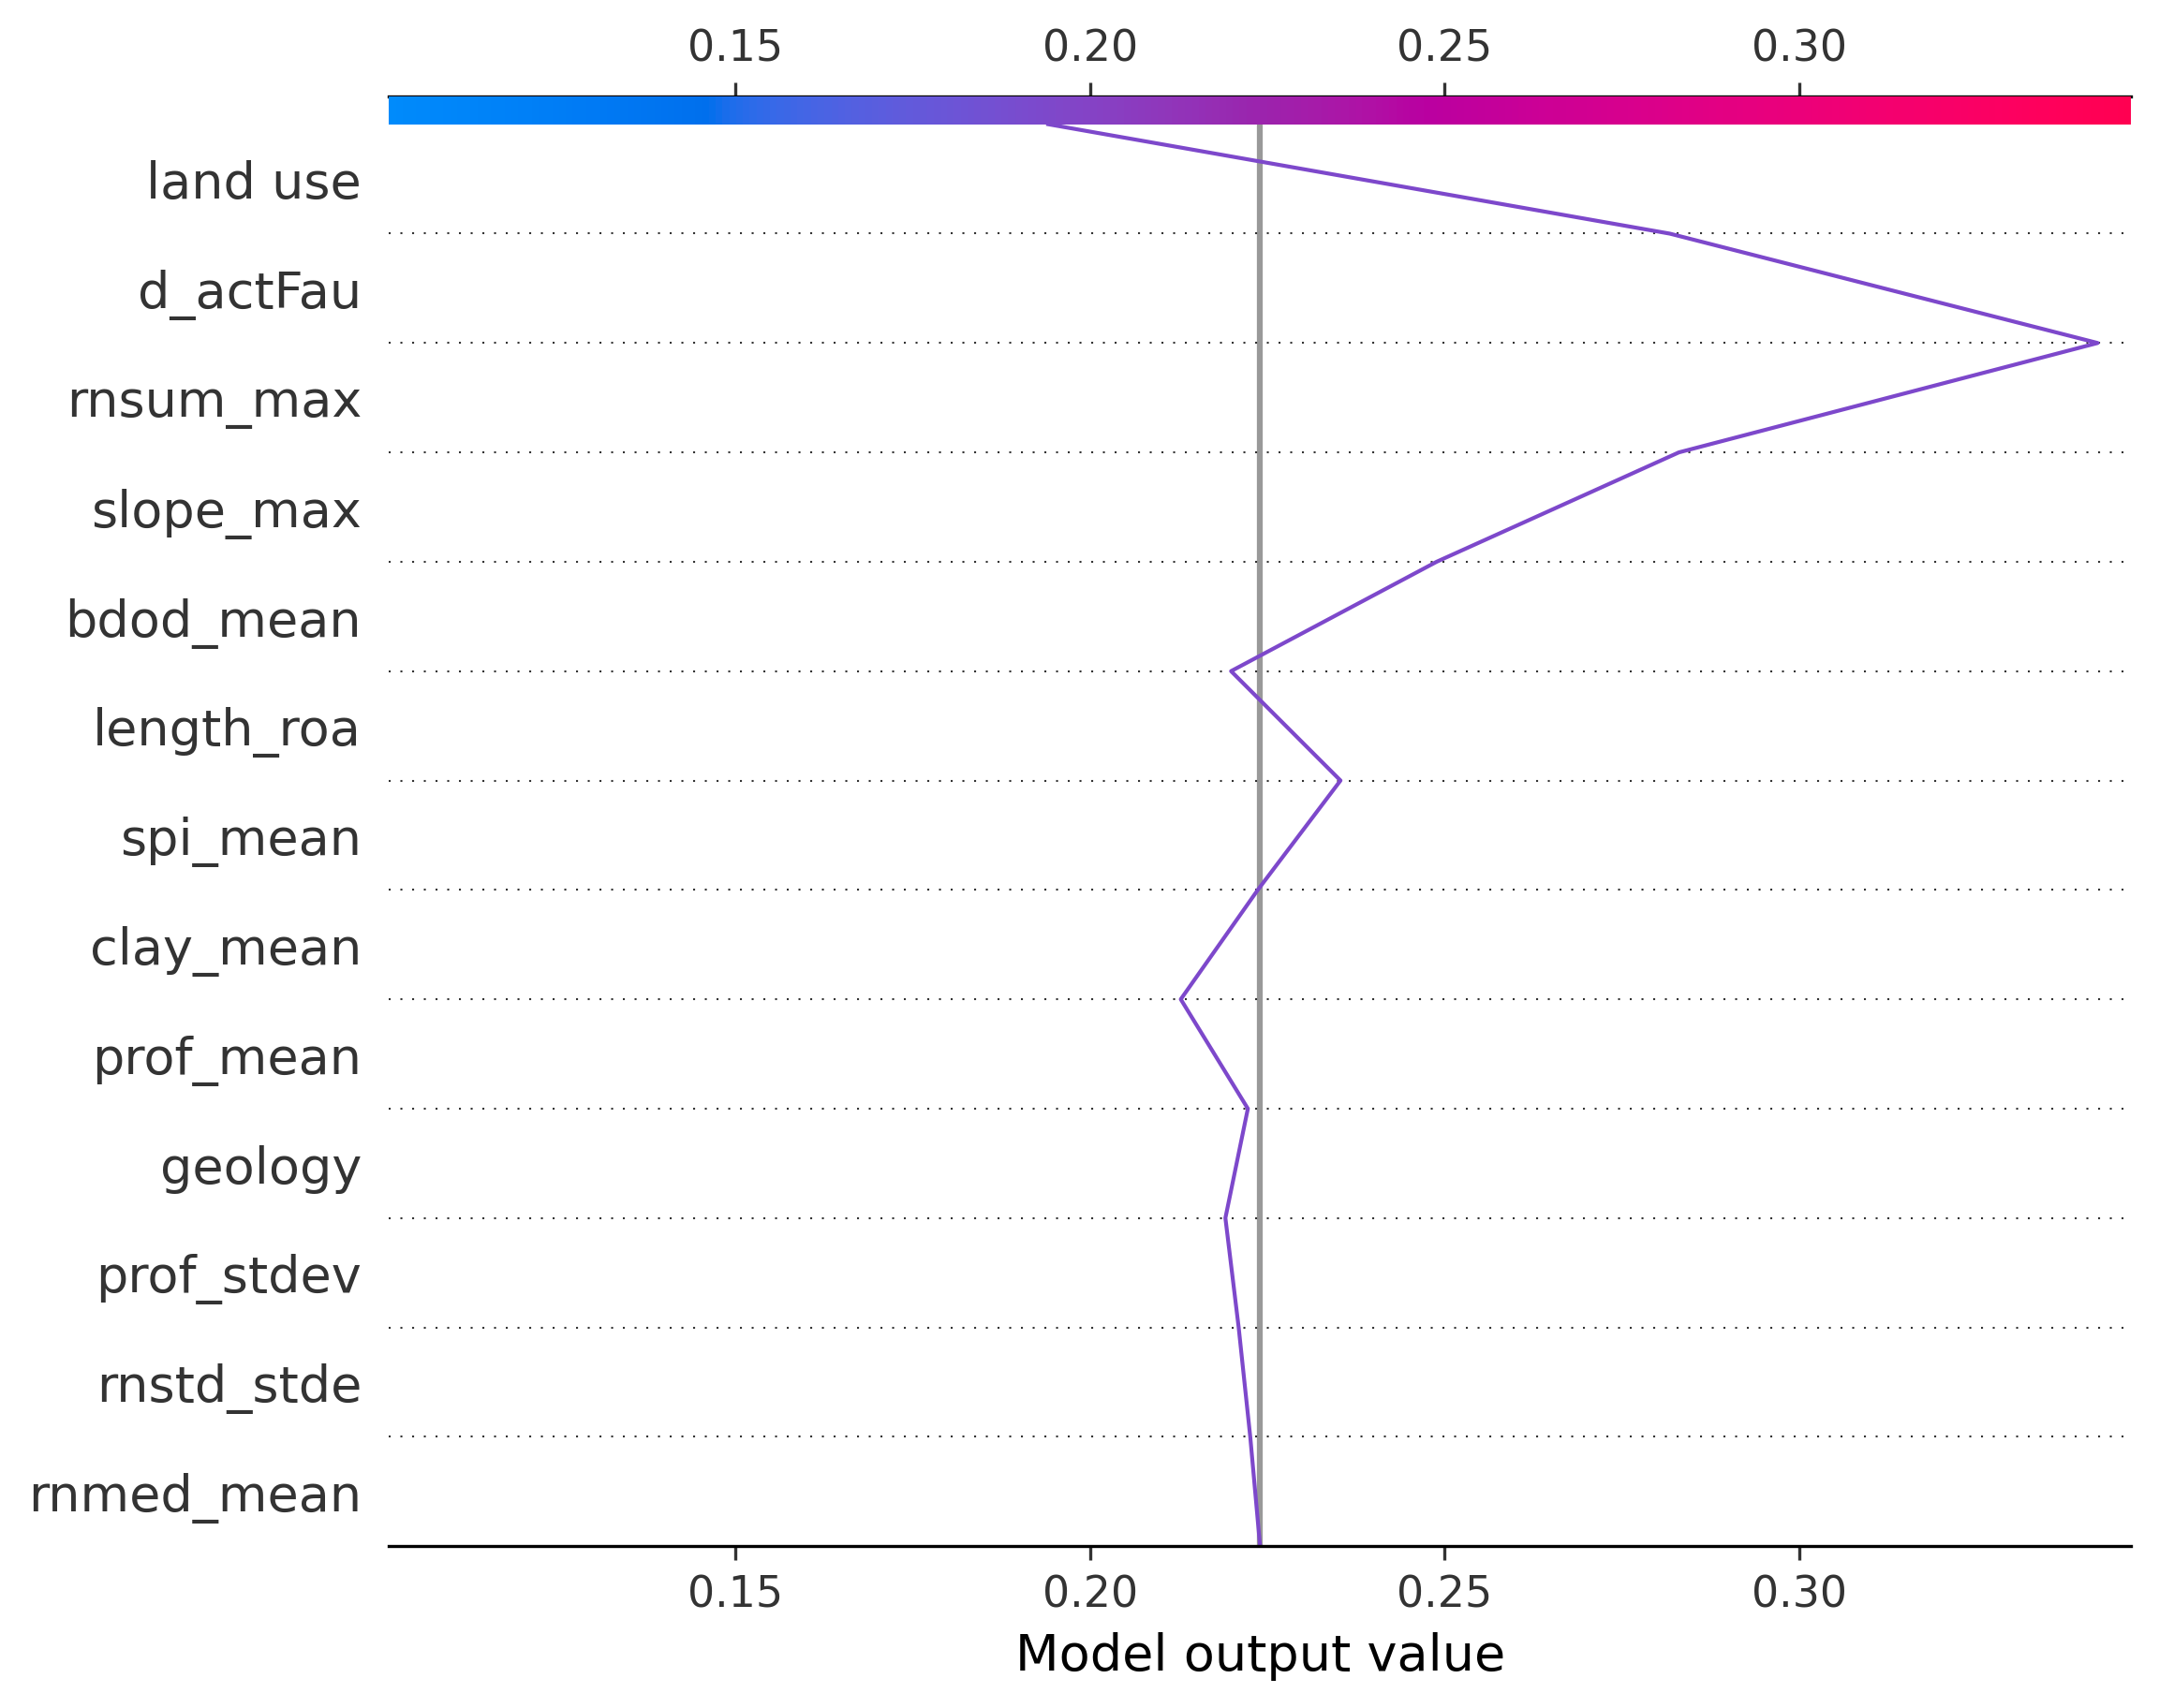 0.15 0.20 0.25 0.30
land use
d_actFau
rnsum_max
slope_max
bdod_mean
length_roa
spi_mean
clay_mean
prof_mean
geology
prof_stdev
rnstd_stde
rnmed_mean
0.15 0.20 0.25 0.30
Model output value